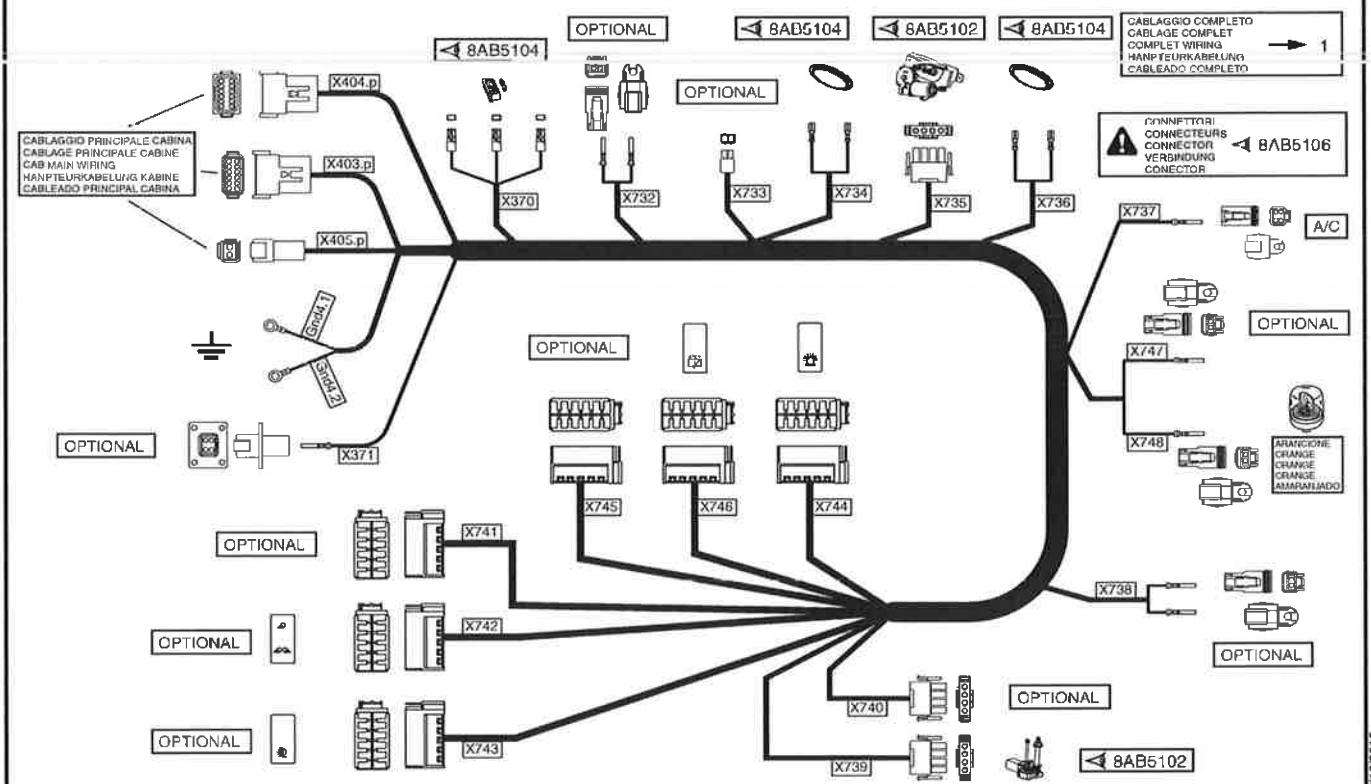 OPTIONAL
8AB5104
8AB5104
8AB5102
8AB5104
CABLAGGIO COMPLETO
CABLAGE COMPLET
COMPLET WIRING
HANPTEURKABELUNG
CABLEADO COMPLETO
1
OPTIONAL
X404.p
CABLAGGIO PRINCIPALE CABINA
CABLAGE PRINCIPALE CABINE
CAB MAIN WIRING
HANPTEURKABELUNG KABINE
CABLEADO PRINCIPAL CABINA
CONNETTORI
CONNECTEURS
CONNECTOR
VERBINDUNG
CONECTOR
8AB5106
X403.p
X370
X732
X733
X734
X735
X736
X737
A/C
X405.p
Gnd4.1
Gnd4.2
OPTIONAL
OPTIONAL
X747
X748
ARANCIONE
ORANGE
ORANGE
ORANGE
AMARANJADO
OPTIONAL
X371
X745
X746
X744
OPTIONAL
X741
X738
OPTIONAL
X742
OPTIONAL
X740
OPTIONAL
OPTIONAL
X743
X739
8AB5102